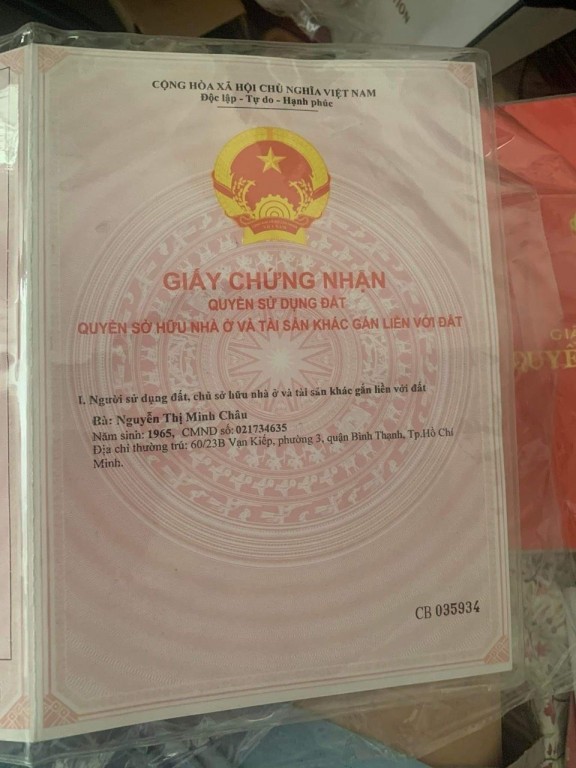 CỘNG HÒA XÃ HỘI CHỦ NGHĨA VIỆT NAM
Độc lập - Tự do - Hạnh phúc
GIẤY CHỨNG NHẬN
QUYỀN SỬ DỤNG ĐẤT
QUYỀN SỞ HỮU NHÀ Ở VÀ TÀI SẢN KHÁC GẮN LIỀN VỚI ĐẤT
I. Người sử dụng đất, chủ sở hữu nhà ở và tài sản khác gắn liền với đất
Bà: Nguyễn Thị Minh Châu
Năm sinh: 1965, CMND số: 021734635
Địa chỉ thường trú: 60/23B Vạn Kiếp, phường 3, quận Bình Thạnh, Tp.Hồ Chí
Minh.
CB 035934